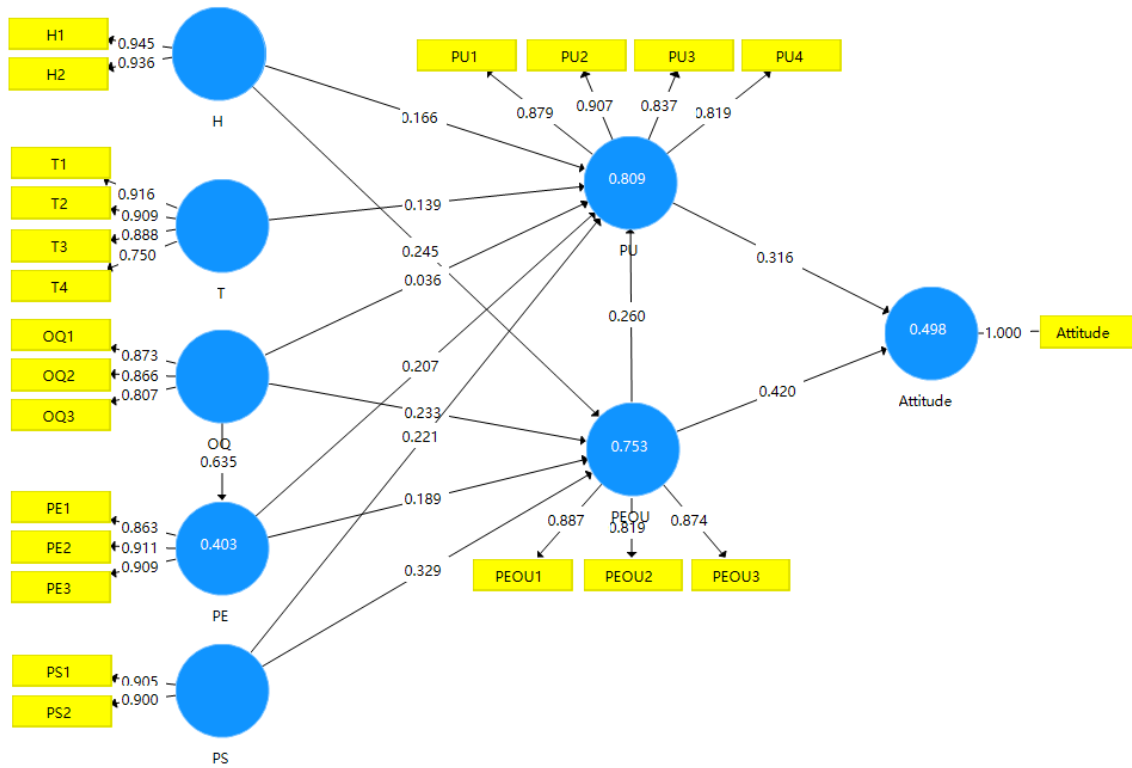 H1
0.945
H2
0.936
H
T1
0.916
T2
0.909
T3
0.888
T4
0.750
T
OQ1
0.873
OQ2
0.866
OQ3
0.807
OQ
0.635
PE1
0.863
PE2
0.911
PE3
0.909
0.403
PE
PS1
0.905
PS2
0.900
PS
0.166
0.139
0.245
0.036
0.207
0.233
0.221
0.189
0.329
PU1
PU2
PU3
PU4
0.879
0.907
0.837
0.819
0.809
PU
0.260
0.753
PEOU
0.887
0.819
0.874
PEOU1
PEOU2
PEOU3
0.316
0.420
0.498
Attitude
1.000
Attitude